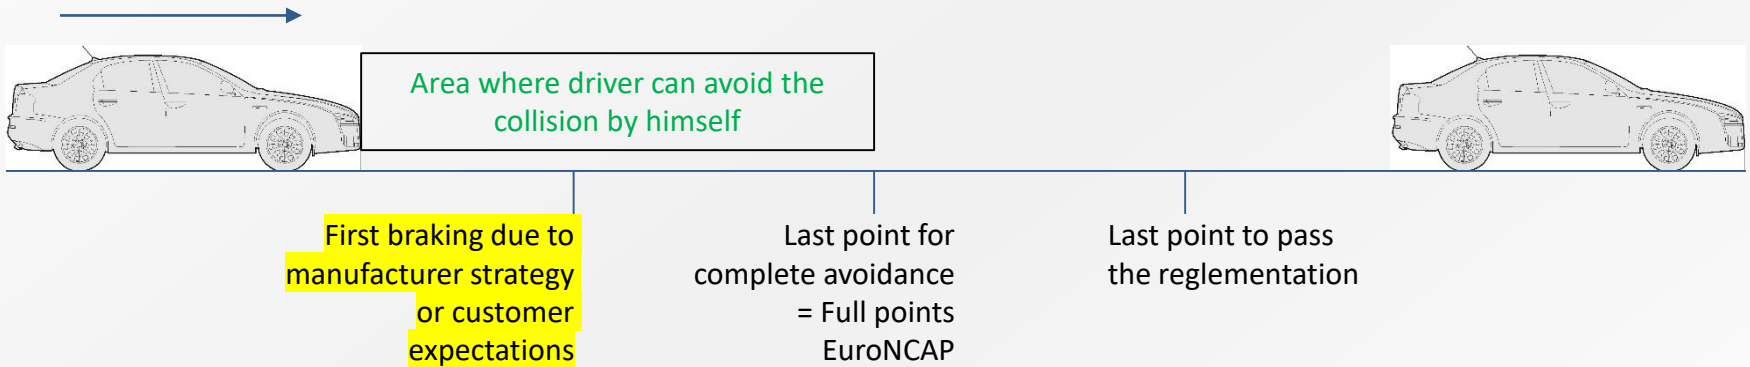 Area where driver can avoid the
collision by himself
First braking due to
manufacturer strategy
or customer
expectations
Last point for
complete avoidance
= Full points
EuroNCAP
Last point to pass
the reglementation